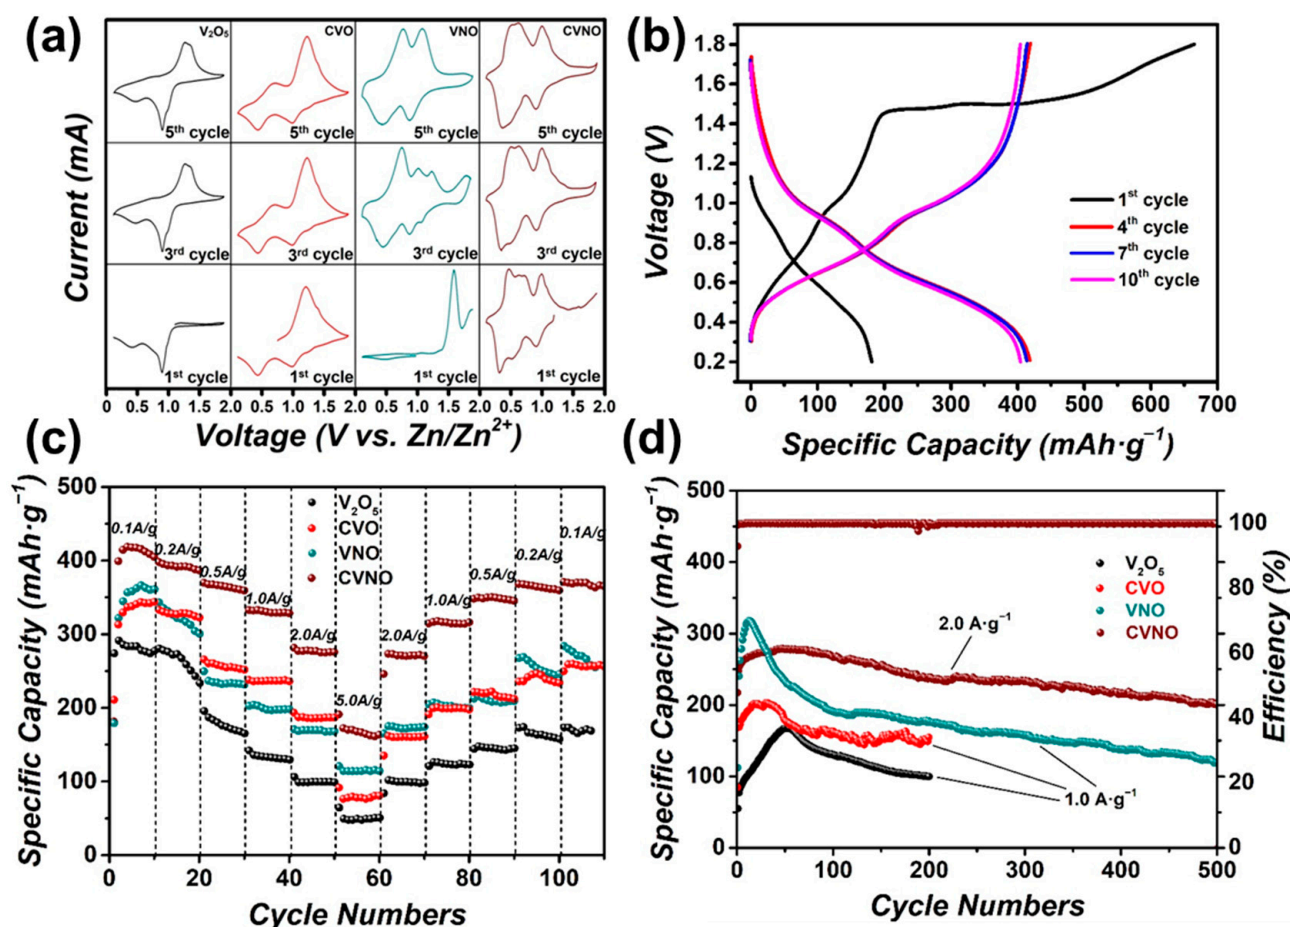 (a)
V₂O₅ CVO VNO CVNO
5th cycle 5th cycle 5th cycle 5th cycle
3rd cycle 3rd cycle 3rd cycle 3rd cycle
1st cycle 1st cycle 1st cycle 1st cycle
0.5 1.0 1.5 2.0 0.5 1.0 1.5 2.0 0.5 1.0 1.5 2.0 0.5 1.0 1.5 2.0
Current (mA)
Voltage (V vs. Zn/Zn²⁺)
(b)
1.8
1.6
1.4
1.2
1.0
0.8
0.6
0.4
0.2
Voltage (V)
1st cycle
4th cycle
7th cycle
10th cycle
0 100 200 300 400 500 600 700
Specific Capacity (mAh·g⁻¹)
(c)
500
400
300
200
100
0
Specific Capacity (mAh·g⁻¹)
V₂O₅
CVO
VNO
CVNO
0.1A/g 0.2A/g 0.5A/g 1.0A/g 2.0A/g 5.0A/g 2.0A/g 1.0A/g 0.5A/g 0.2A/g 0.1A/g
0 20 40 60 80 100
Cycle Numbers
(d)
500
400
300
200
100
0
Specific Capacity (mAh·g⁻¹)
V₂O₅
CVO
VNO
CVNO
2.0 A·g⁻¹
1.0 A·g⁻¹
100
80
60
40
20
0
Efficiency (%)
0 100 200 300 400 500
Cycle Numbers